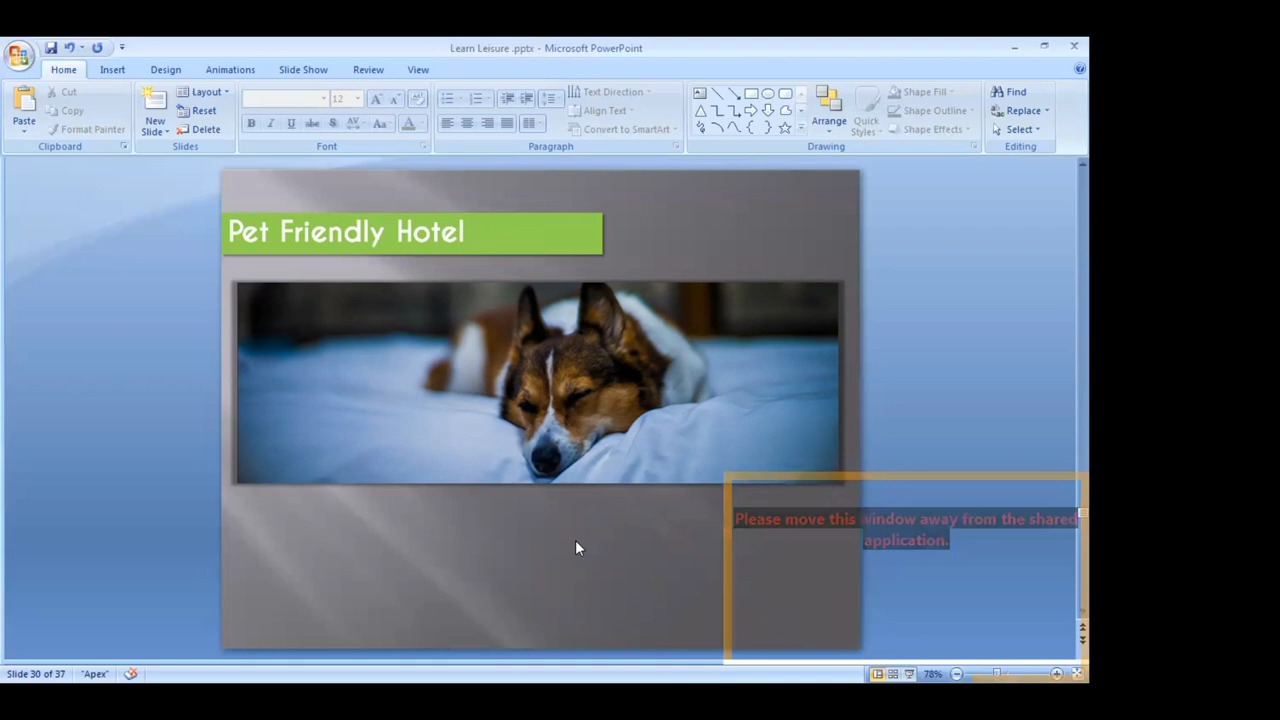 Learn Leisure .pptx - Microsoft PowerPoint
Home Insert Design Animations Slide Show Review View
Paste
Cut
Copy
Format Painter
Clipboard
New Slide
Layout
Reset
Delete
Slides
12
B I U abc S AV Aa A
Font
Text Direction
Align Text
Convert to SmartArt
Paragraph
Arrange
Quick Styles
Shape Fill
Shape Outline
Shape Effects
Drawing
Find
Replace
Select
Editing
Pet Friendly Hotel
Please move this window away from the shared
application.
Slide 30 of 37 "Apex" 78%